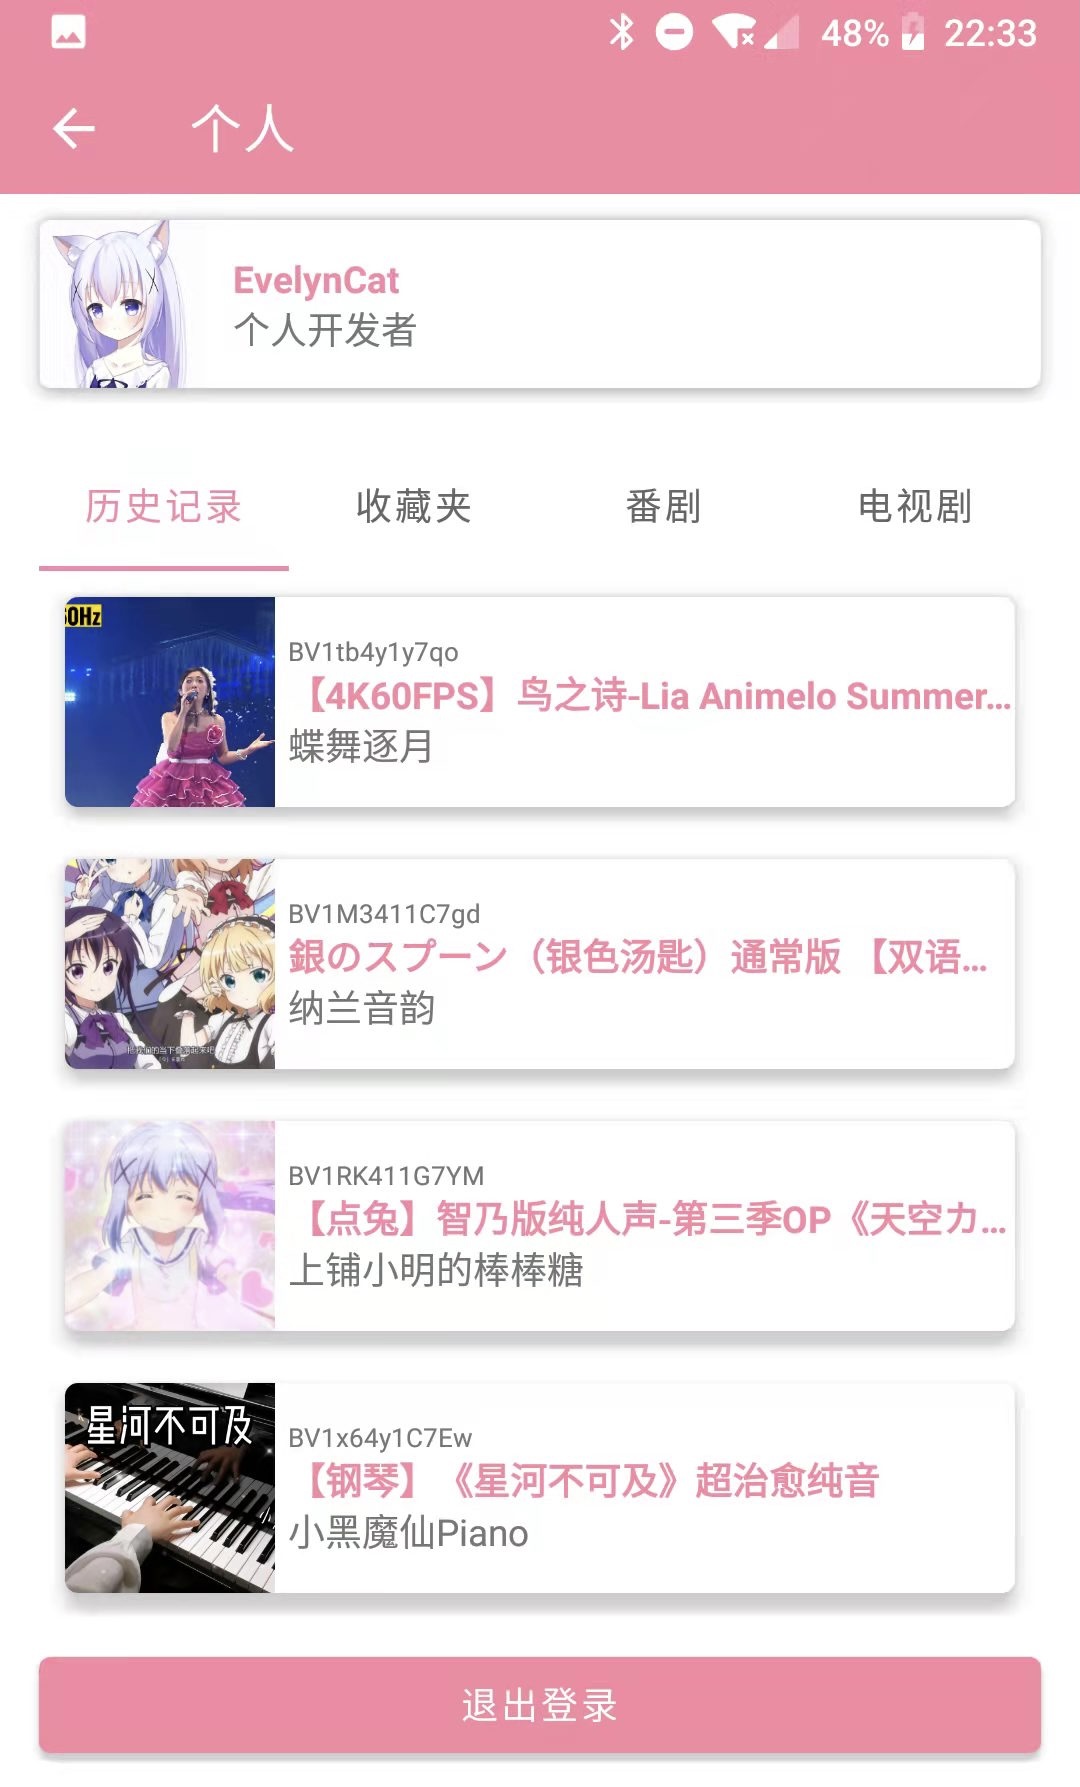 48% 22:33
个人
EvelynCat
个人开发者
历史记录 收藏夹 番剧 电视剧
60Hz
BV1tb4y1y7qo
【4K60FPS】鸟之诗-Lia Animelo Summer...
蝶舞逐月
BV1M3411C7gd
銀のスプーン（银色汤匙）通常版 【双语...
纳兰音韵
BV1RK411G7YM
【点兔】智乃版纯人声-第三季OP《天空カ...
上铺小明的棒棒糖
星河不可及
BV1x64y1C7Ew
【钢琴】《星河不可及》超治愈纯音
小黑魔仙Piano
退出登录